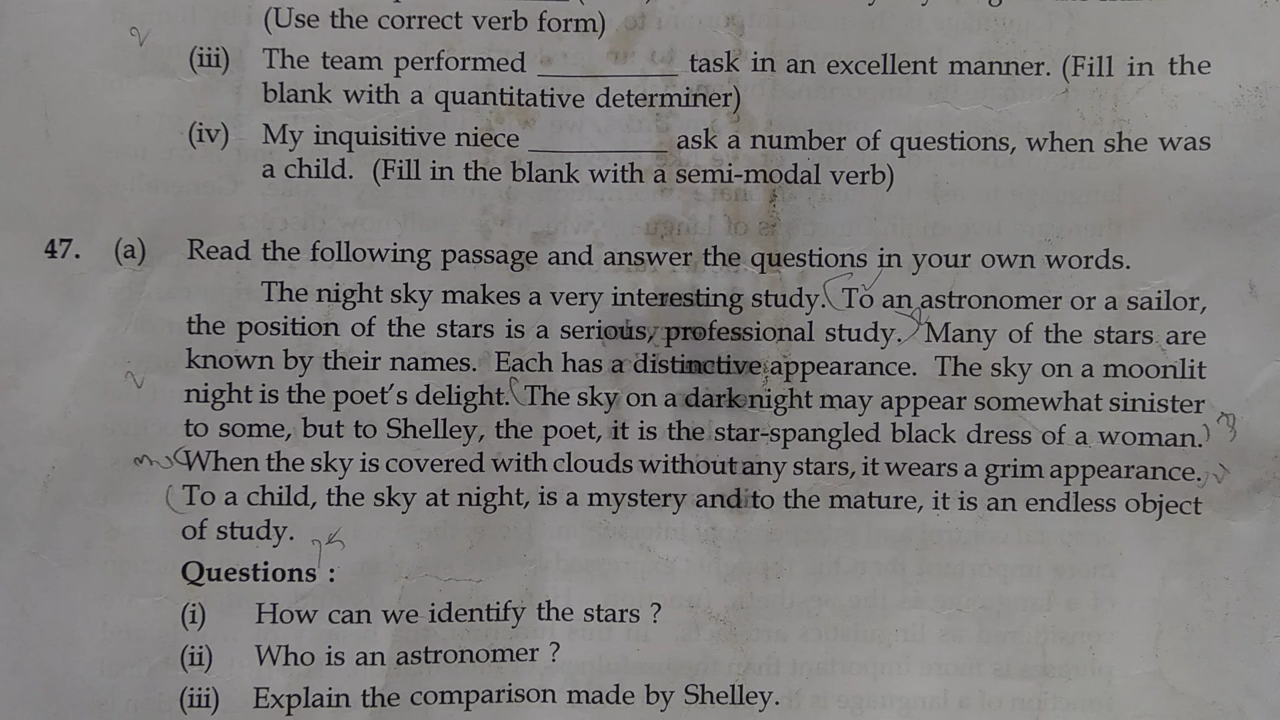 (Use the correct verb form)
(iii) The team performed __________ task in an excellent manner. (Fill in the
blank with a quantitative determiner)
(iv) My inquisitive niece __________ ask a number of questions, when she was
a child. (Fill in the blank with a semi-modal verb)
47. (a) Read the following passage and answer the questions in your own words.
The night sky makes a very interesting study. To an astronomer or a sailor,
the position of the stars is a serious, professional study. Many of the stars are
known by their names. Each has a distinctive appearance. The sky on a moonlit
night is the poet's delight. The sky on a dark night may appear somewhat sinister
to some, but to Shelley, the poet, it is the star-spangled black dress of a woman.
When the sky is covered with clouds without any stars, it wears a grim appearance.
To a child, the sky at night, is a mystery and to the mature, it is an endless object
of study.
Questions :
(i) How can we identify the stars ?
(ii) Who is an astronomer ?
(iii) Explain the comparison made by Shelley.